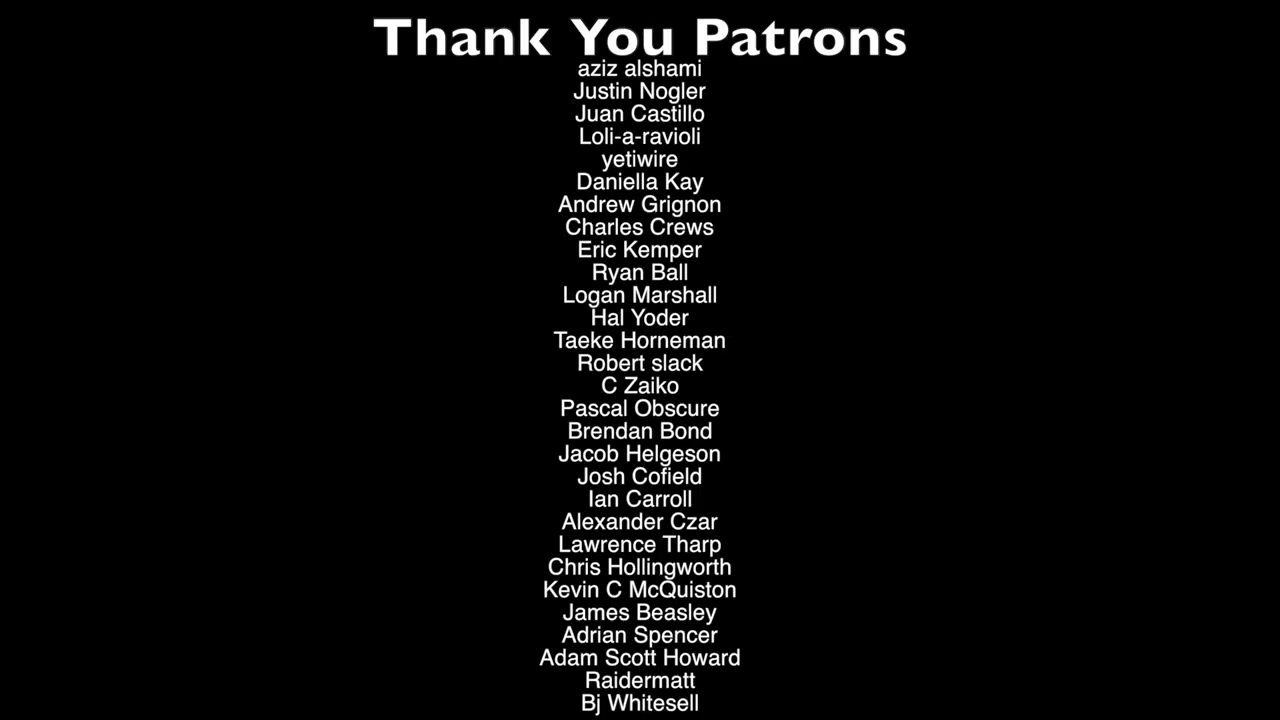 Thank You Patrons
aziz alshami
Justin Nogler
Juan Castillo
Loli-a-ravioli
yetiwire
Daniella Kay
Andrew Grignon
Charles Crews
Eric Kemper
Ryan Ball
Logan Marshall
Hal Yoder
Taeke Horneman
Robert slack
C Zaiko
Pascal Obscure
Brendan Bond
Jacob Helgeson
Josh Cofield
Ian Carroll
Alexander Czar
Lawrence Tharp
Chris Hollingworth
Kevin C McQuiston
James Beasley
Adrian Spencer
Adam Scott Howard
Raidermatt
Bj Whitesell